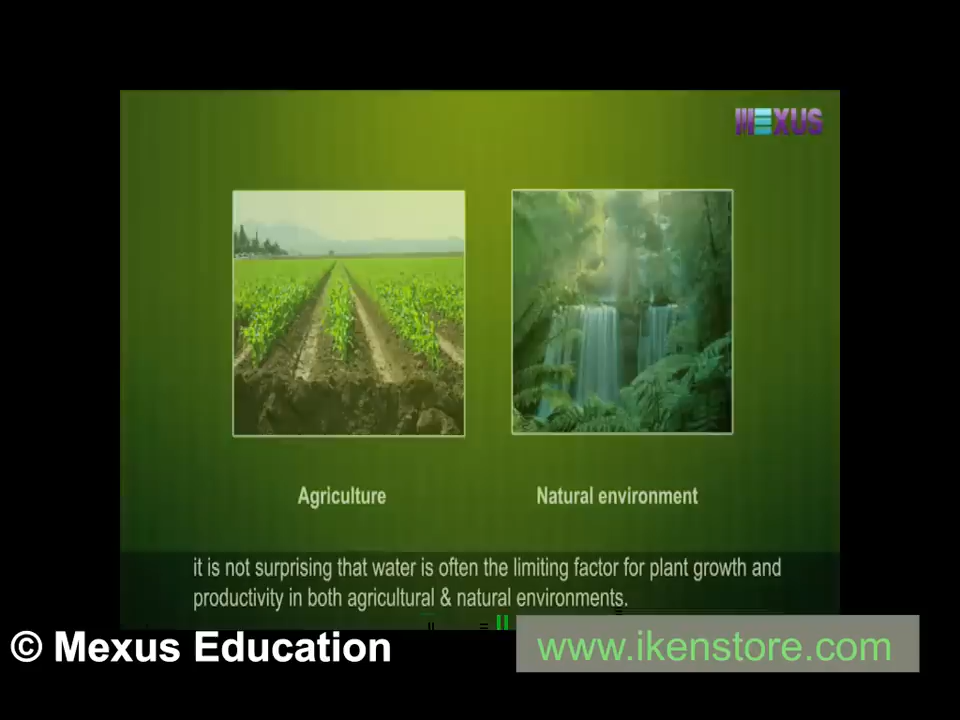 MEXUS
Agriculture
Natural environment
it is not surprising that water is often the limiting factor for plant growth and
productivity in both agricultural & natural environments.
© Mexus Education
www.ikenstore.com